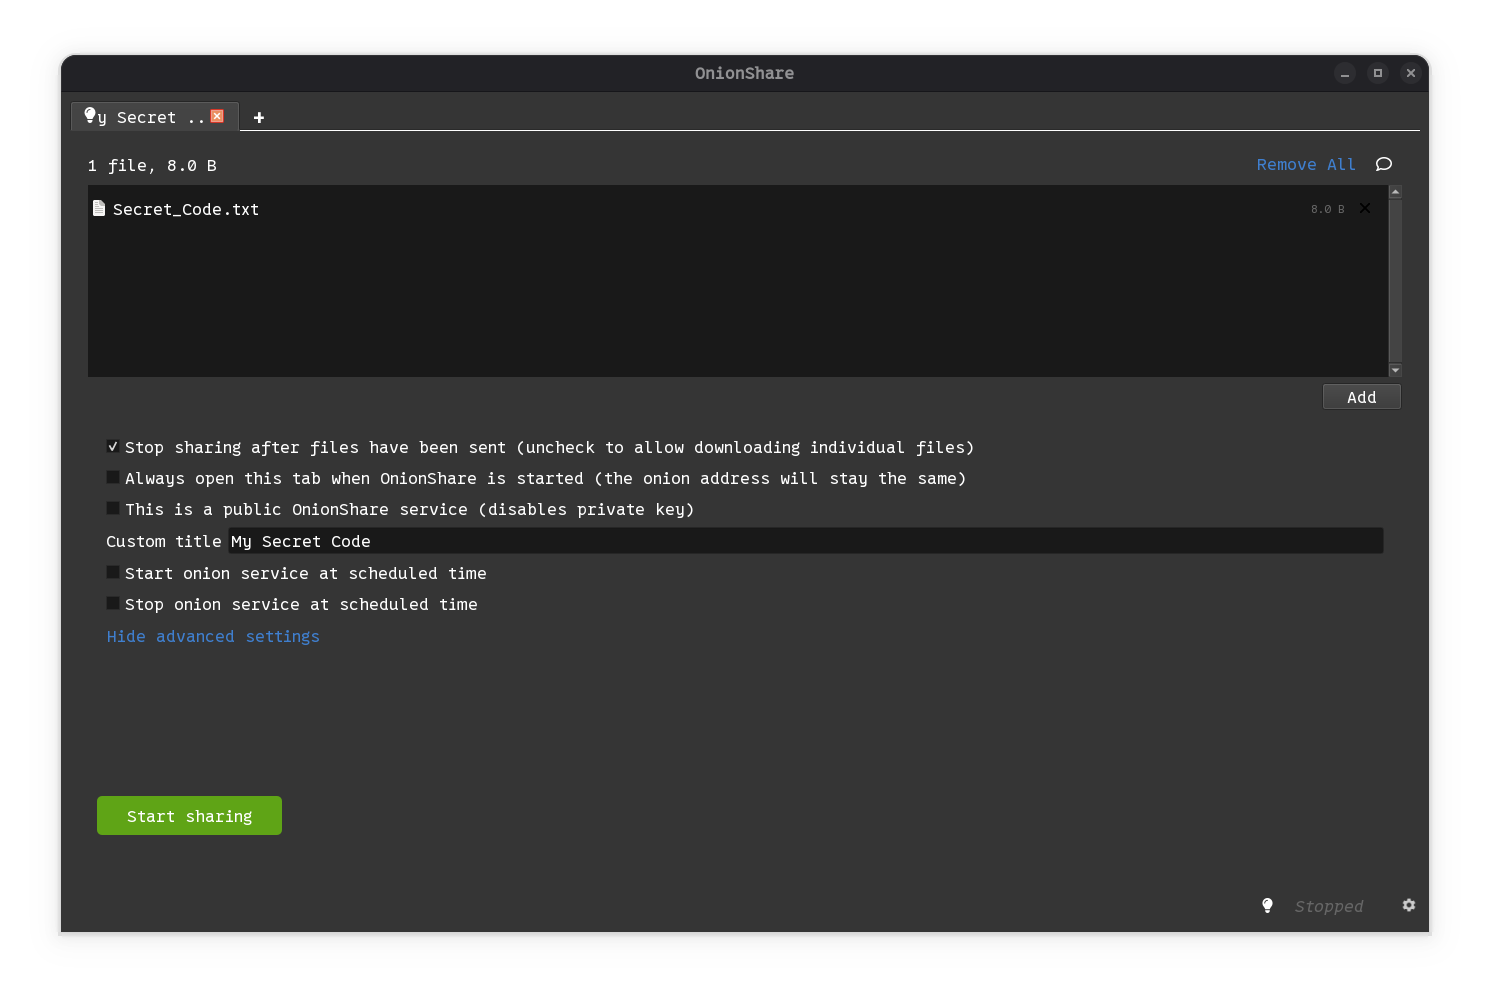 OnionShare
y Secret ..
1 file, 8.0 B
Remove All
Secret_Code.txt
8.0 B
Add
Stop sharing after files have been sent (uncheck to allow downloading individual files)
Always open this tab when OnionShare is started (the onion address will stay the same)
This is a public OnionShare service (disables private key)
Custom title My Secret Code
Start onion service at scheduled time
Stop onion service at scheduled time
Hide advanced settings
Start sharing
Stopped